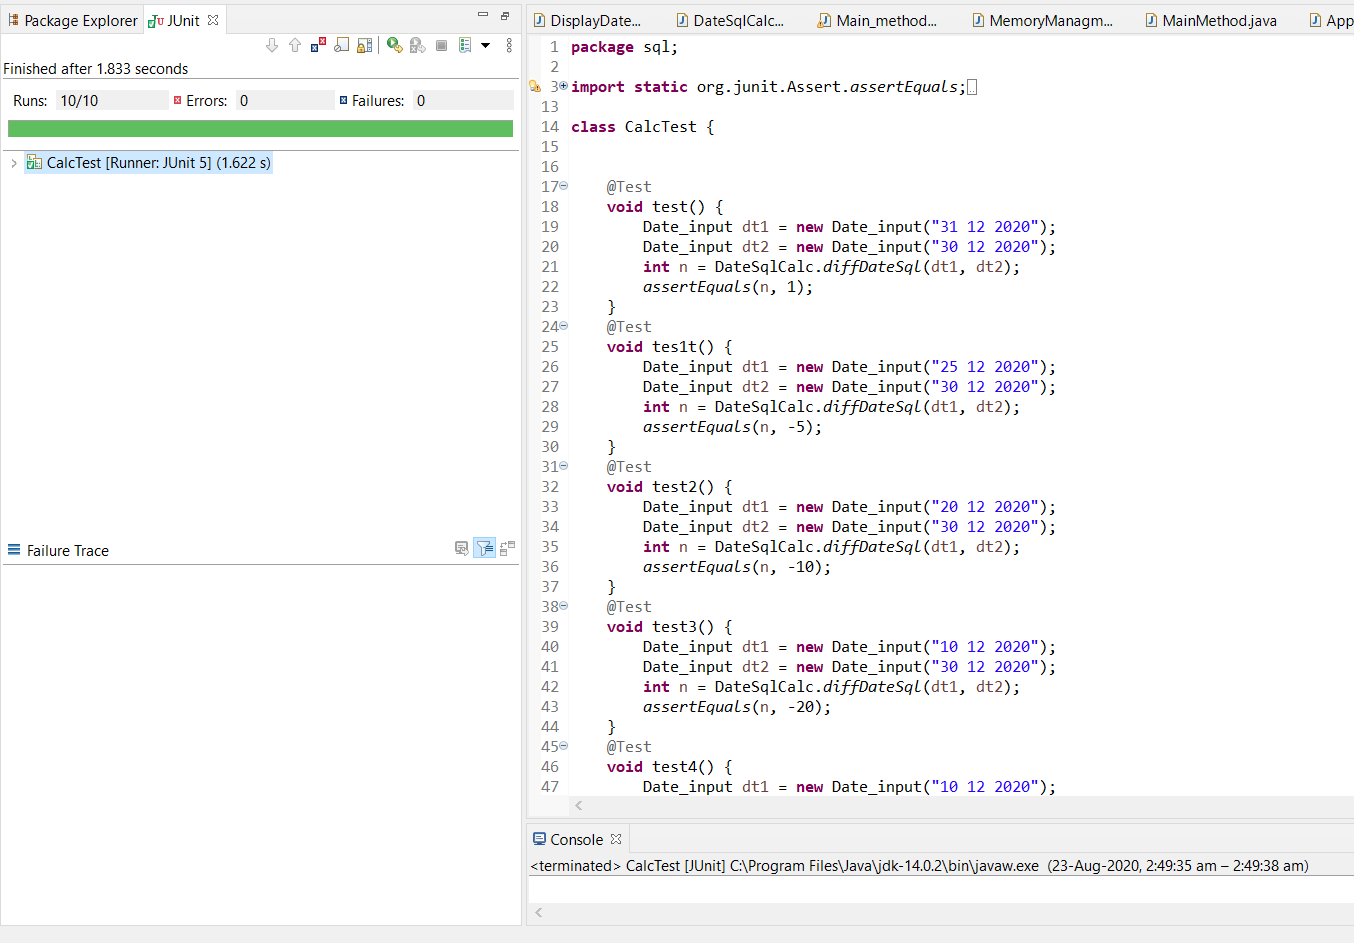 Package Explorer JUnit
Finished after 1.833 seconds
Runs: 10/10 Errors: 0 Failures: 0
CalcTest [Runner: JUnit 5] (1.622 s)
Failure Trace
DisplayDate... DateSqlCalc... Main_method... MemoryManagm... MainMethod.java App
1 package sql;
2
3 import static org.junit.Assert.assertEquals;
13
14 class CalcTest {
15
16
17 @Test
18 void test() {
19 Date_input dt1 = new Date_input("31 12 2020");
20 Date_input dt2 = new Date_input("30 12 2020");
21 int n = DateSqlCalc.diffDateSql(dt1, dt2);
22 assertEquals(n, 1);
23 }
24 @Test
25 void tes1t() {
26 Date_input dt1 = new Date_input("25 12 2020");
27 Date_input dt2 = new Date_input("30 12 2020");
28 int n = DateSqlCalc.diffDateSql(dt1, dt2);
29 assertEquals(n, -5);
30 }
31 @Test
32 void test2() {
33 Date_input dt1 = new Date_input("20 12 2020");
34 Date_input dt2 = new Date_input("30 12 2020");
35 int n = DateSqlCalc.diffDateSql(dt1, dt2);
36 assertEquals(n, -10);
37 }
38 @Test
39 void test3() {
40 Date_input dt1 = new Date_input("10 12 2020");
41 Date_input dt2 = new Date_input("30 12 2020");
42 int n = DateSqlCalc.diffDateSql(dt1, dt2);
43 assertEquals(n, -20);
44 }
45 @Test
46 void test4() {
47 Date_input dt1 = new Date_input("10 12 2020");
Console
<terminated> CalcTest [JUnit] C:\Program Files\Java\jdk-14.0.2\bin\javaw.exe (23-Aug-2020, 2:49:35 am – 2:49:38 am)